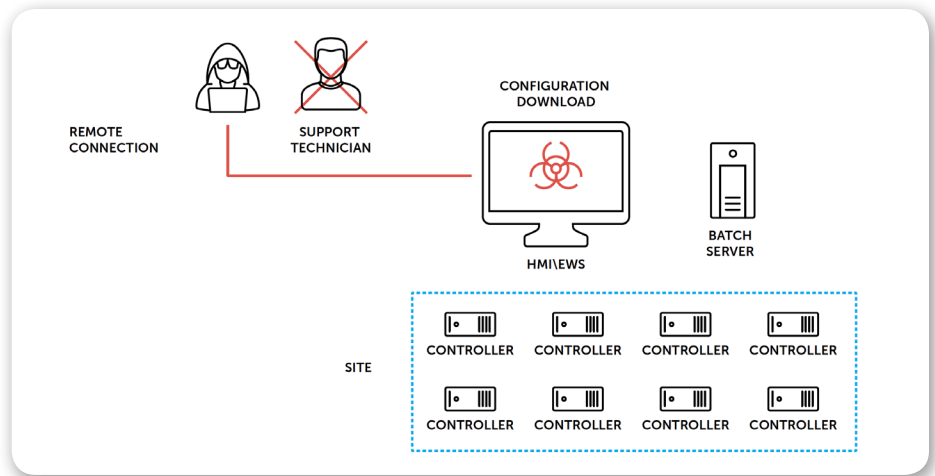 CONFIGURATION
DOWNLOAD
REMOTE
CONNECTION
SUPPORT
TECHNICIAN
HMI\EWS
BATCH
SERVER
SITE
CONTROLLER CONTROLLER CONTROLLER CONTROLLER
CONTROLLER CONTROLLER CONTROLLER CONTROLLER